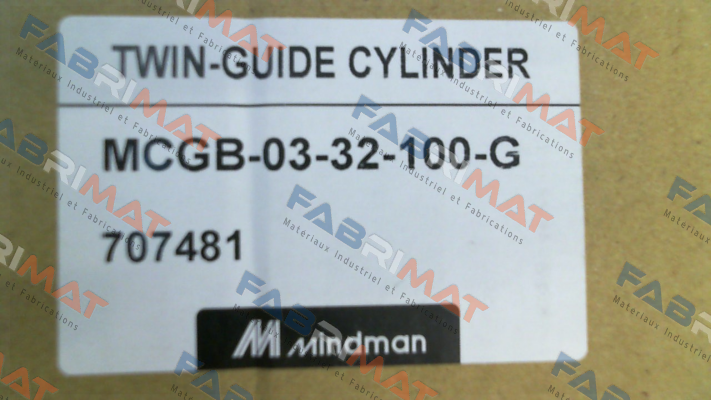 TWIN-GUIDE CYLINDER
MCGB-03-32-100-G
707481
Mindman
FABRIMAT
Materiaux Industriel et Fabrications